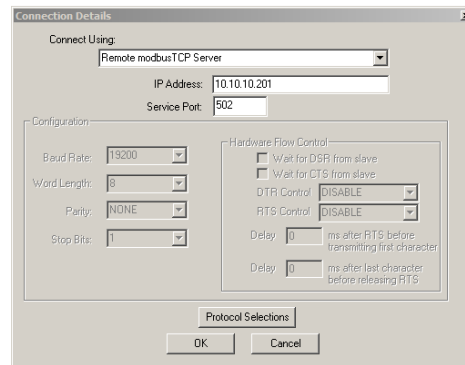 Connection Details
Connect Using:
Remote modbusTCP Server
IP Address: 10.10.10.201
Service Port: 502
Configuration
Baud Rate: 19200
Word Length: 8
Parity: NONE
Stop Bits: 1
Hardware Flow Control
Wait for DSR from slave
Wait for CTS from slave
DTR Control DISABLE
RTS Control DISABLE
Delay 0 ms after RTS before
transmitting first character
Delay 0 ms after last character
before releasing RTS
Protocol Selections
OK Cancel